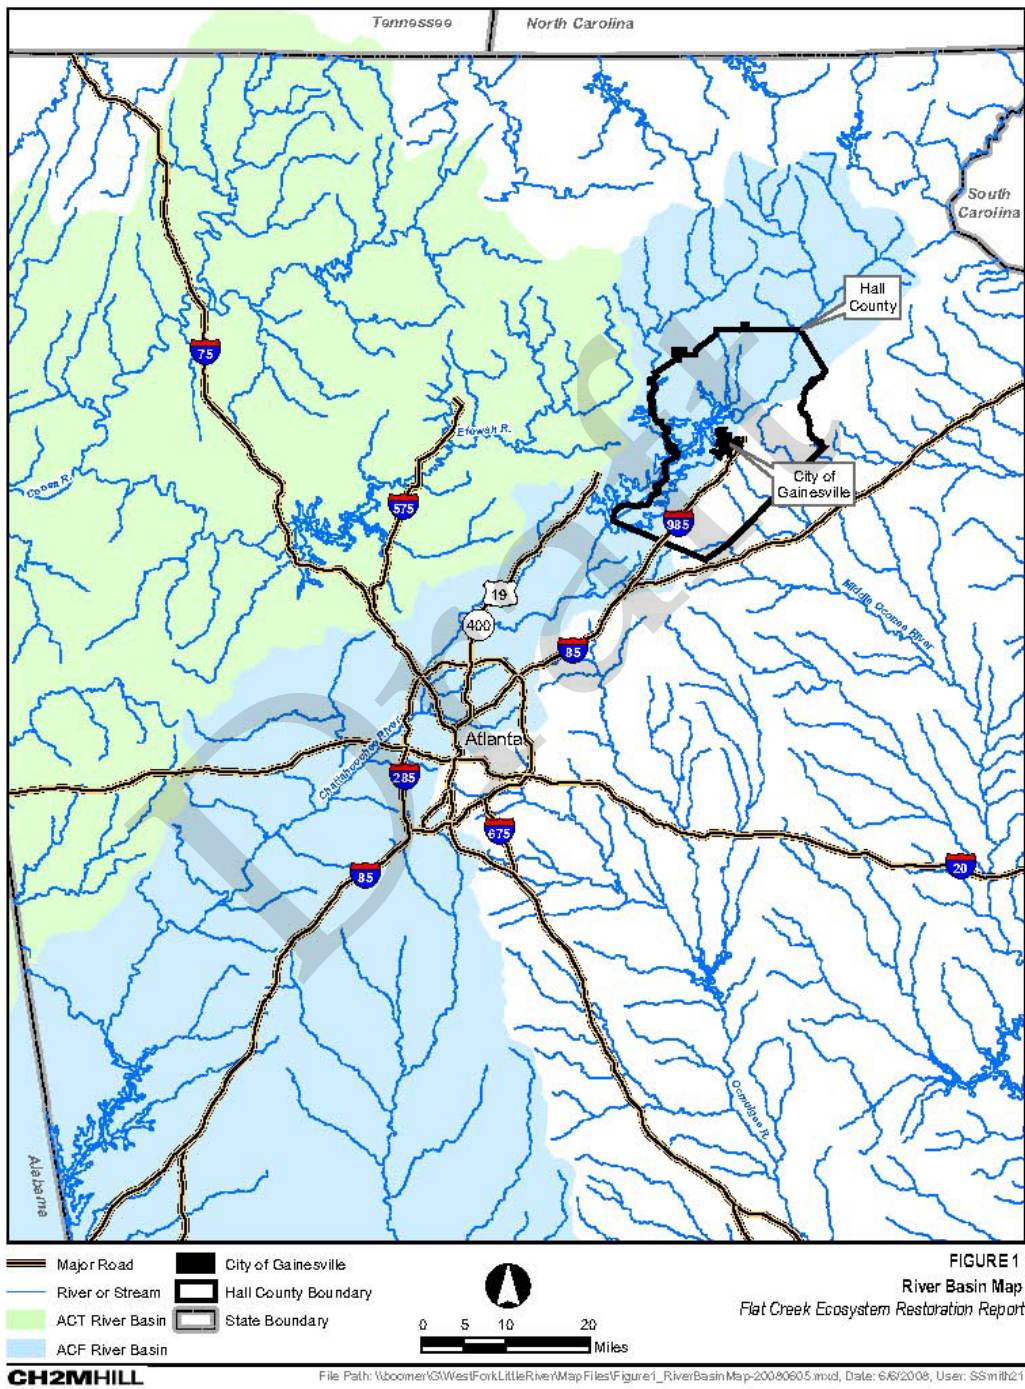 Tennessee
North Carolina
South
Carolina
Hall
County
75
Etowah R.
Coosa R.
575
City of
Gainesville
985
19
400
Middle Oconee River
85
Chattahoochee River
Atlanta
285
675
85
20
Ocmulgee R.
Alabama
Draft
Major Road
City of Gainesville
River or Stream
Hall County Boundary
ACT River Basin
State Boundary
ACF River Basin
0 5 10 20
Miles
FIGURE 1
River Basin Map
Flat Creek Ecosystem Restoration Report
CH2MHILL
File Path: \\boomer\GIS\WestForkLittleRiver\MapFiles\Figure1_RiverBasinMap-20080605.mxd, Date: 6/6/2008, User: SSmith21